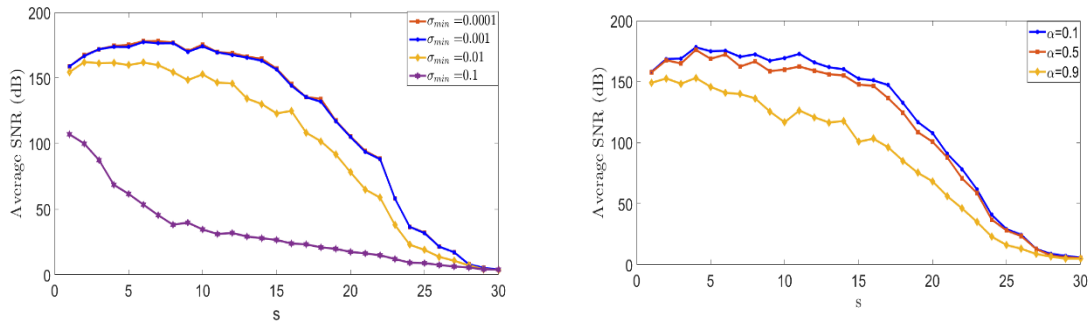 200
150
100
50
0
Average SNR (dB)
0 5 10 15 20 25 30
s
σmin=0.0001
σmin=0.001
σmin=0.01
σmin=0.1
200
150
100
50
0
Average SNR (dB)
0 5 10 15 20 25 30
s
α=0.1
α=0.5
α=0.9